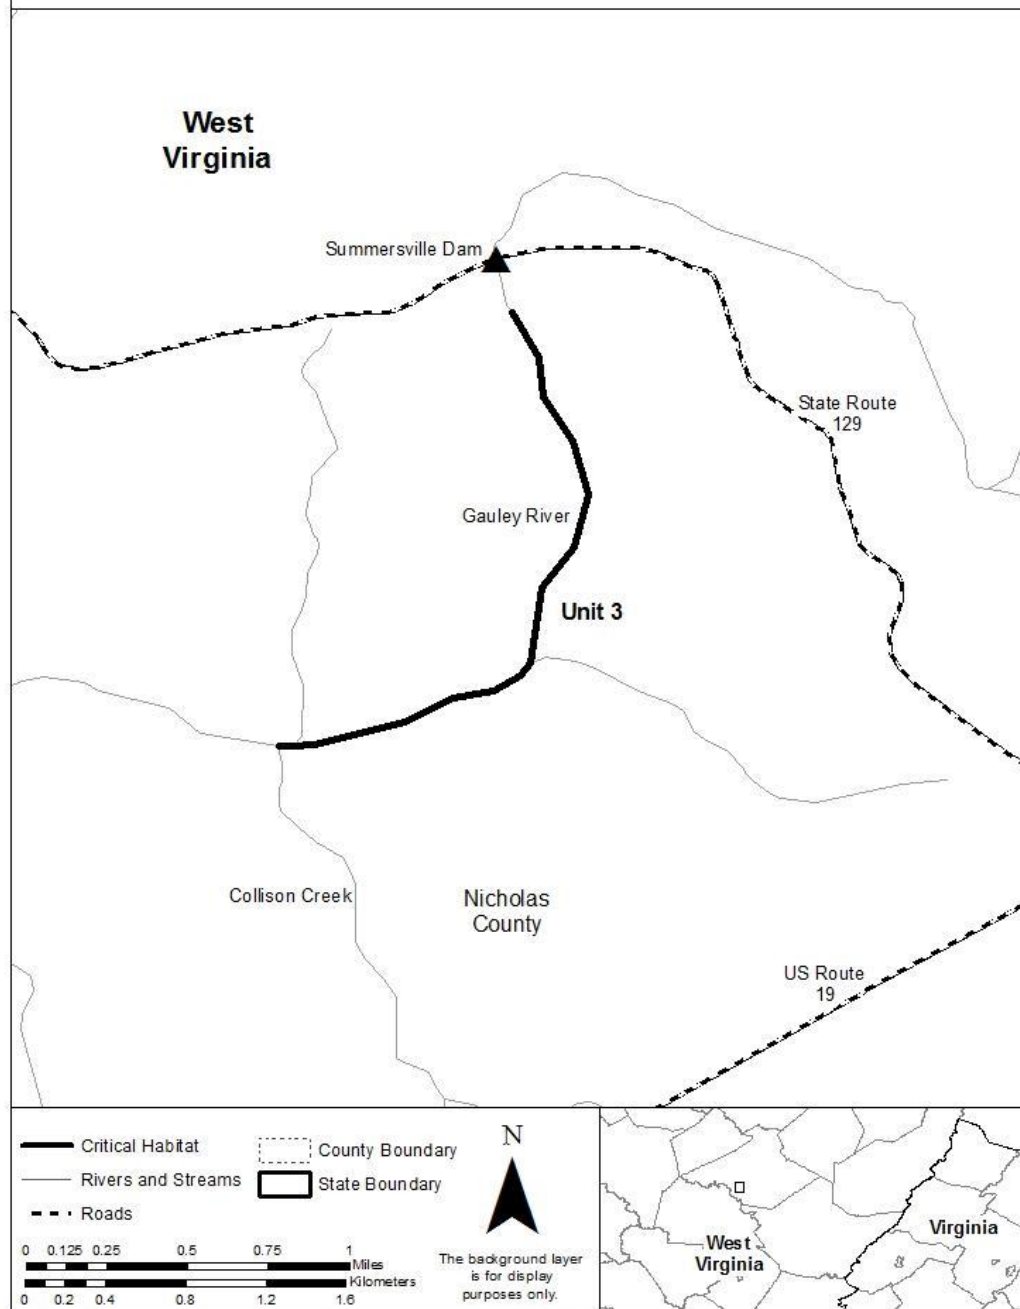 West
Virginia
Summersville Dam
State Route
129
Gauley River
Unit 3
Collison Creek
Nicholas
County
US Route
19
Critical Habitat
Rivers and Streams
Roads
County Boundary
State Boundary
0 0.125 0.25 0.5 0.75 1
Miles
Kilometers
0 0.2 0.4 0.8 1.2 1.6
N
The background layer
is for display
purposes only.
West
Virginia
Virginia